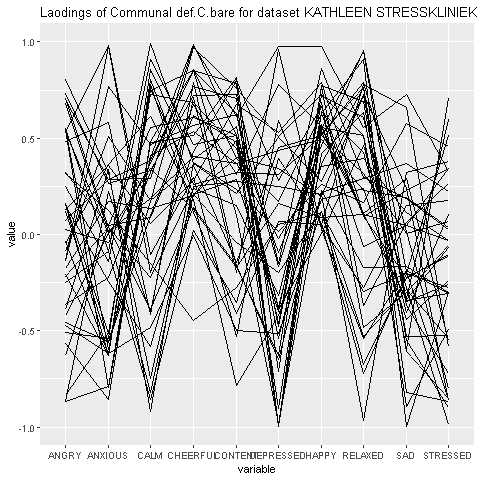 Laodings of Communal def.C.bare for dataset KATHLEEN STRESSKLINIEK
1.0
0.5
0.0
-0.5
-1.0
value
ANGRY ANXIOUS CALM CHEERFUL CONTENT DEPRESSED HAPPY RELAXED SAD STRESSED
variable